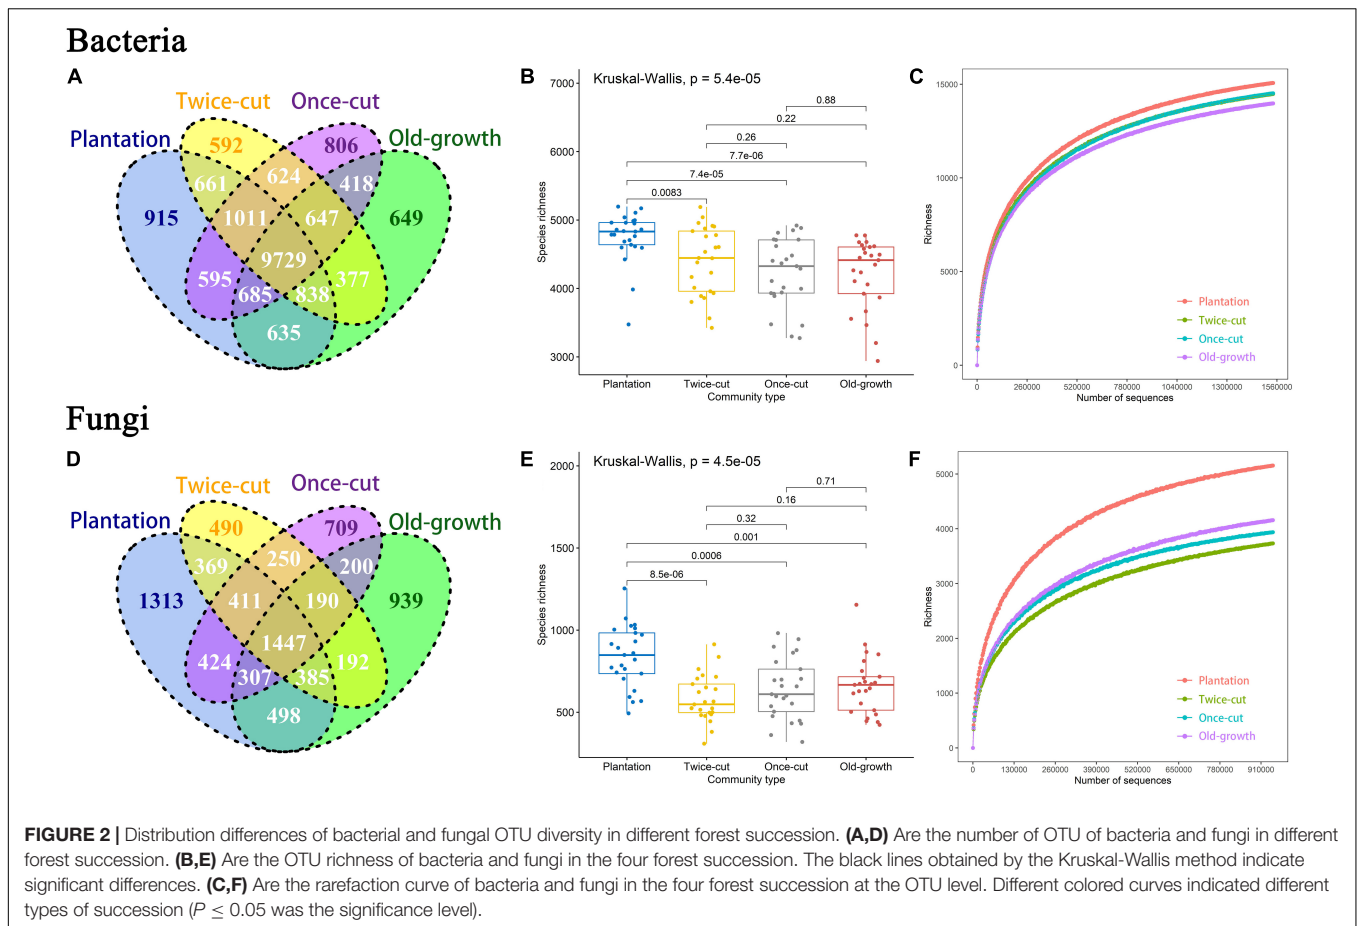 Bacteria
A
Twice-cut
Once-cut
Plantation
Old-growth
592
806
661
624
418
915
1011
647
649
9729
595
377
685
838
635
B
Kruskal-Wallis, p = 5.4e-05
7000
6000
5000
4000
3000
Species richness
0.88
0.22
0.26
7.7e-06
7.4e-05
0.0083
Plantation
Twice-cut
Once-cut
Old-growth
Community type
C
15000
10000
5000
0
Richness
Plantation
Twice-cut
Once-cut
Old-growth
0
260000
520000
780000
1040000
1300000
1560000
Number of sequences
Fungi
D
Twice-cut
Once-cut
Plantation
Old-growth
490
709
369
250
200
1313
411
190
939
1447
424
192
307
385
498
E
Kruskal-Wallis, p = 4.5e-05
2000
1500
1000
500
Species richness
0.71
0.16
0.32
0.001
0.0006
8.5e-06
Plantation
Twice-cut
Once-cut
Old-growth
Community type
F
5000
4000
3000
2000
1000
0
Richness
Plantation
Twice-cut
Once-cut
Old-growth
0
130000
260000
390000
520000
650000
780000
910000
Number of sequences
FIGURE 2 | Distribution differences of bacterial and fungal OTU diversity in different forest succession. (A,D) Are the number of OTU of bacteria and fungi in different
forest succession. (B,E) Are the OTU richness of bacteria and fungi in the four forest succession. The black lines obtained by the Kruskal-Wallis method indicate
significant differences. (C,F) Are the rarefaction curve of bacteria and fungi in the four forest succession at the OTU level. Different colored curves indicated different
types of succession (P ≤ 0.05 was the significance level).